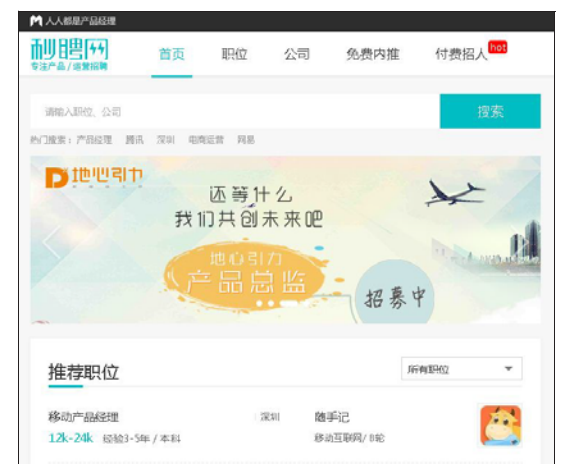 人人都是产品经理
秒聘网
专注产品/运营招聘
首页 职位 公司 免费内推 付费招人 hot
请输入职位、公司 搜索
热门搜索：产品经理 腾讯 深圳 电商运营 网易
D 地心引力
还等什么
我们共创未来吧
地心引力
产品总监
招募中
推荐职位 所有职位
移动产品经理 深圳 随手记
12k-24k 经验3-5年 / 本科 移动互联网/ B轮